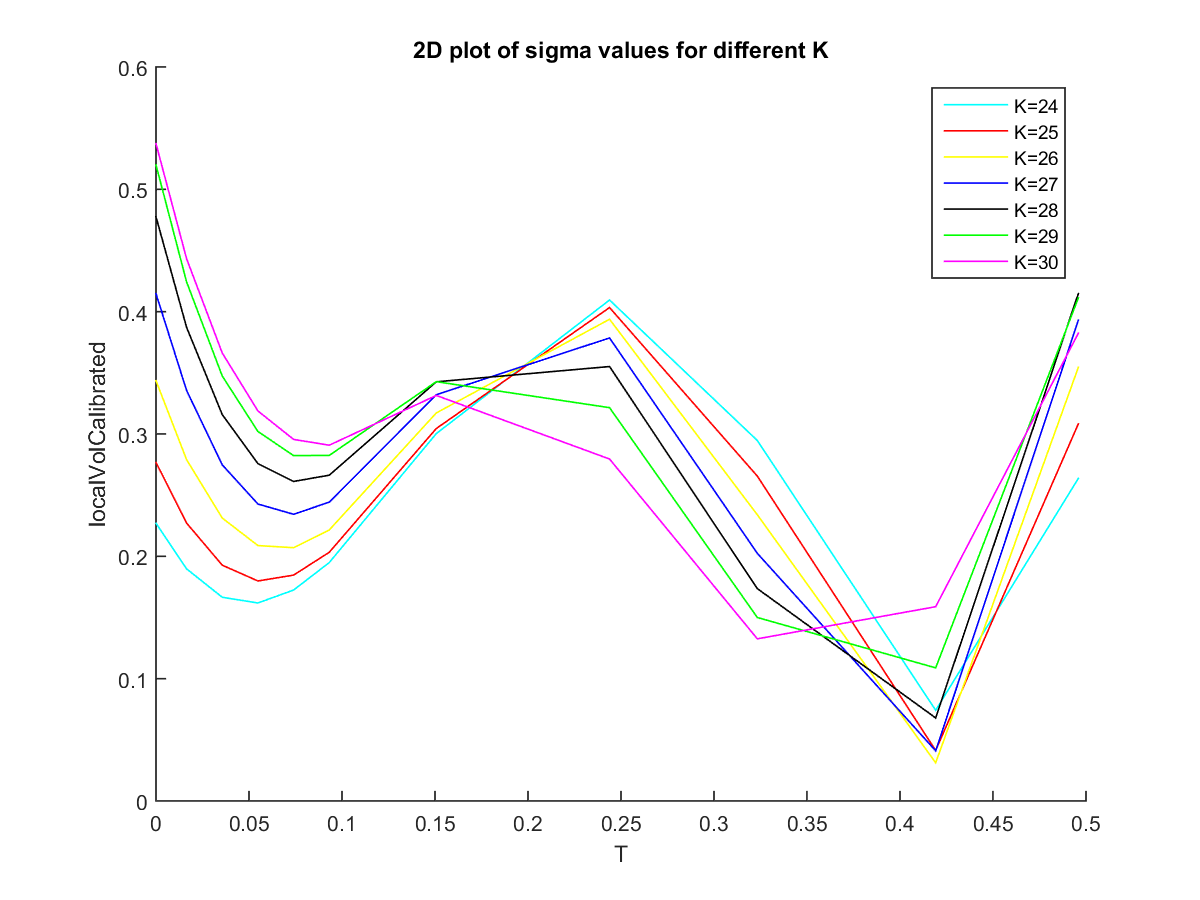 2D plot of sigma values for different K
0.6
0.5
0.4
0.3
0.2
0.1
0
localVolCalibrated
K=24
K=25
K=26
K=27
K=28
K=29
K=30
0 0.05 0.1 0.15 0.2 0.25 0.3 0.35 0.4 0.45 0.5
T